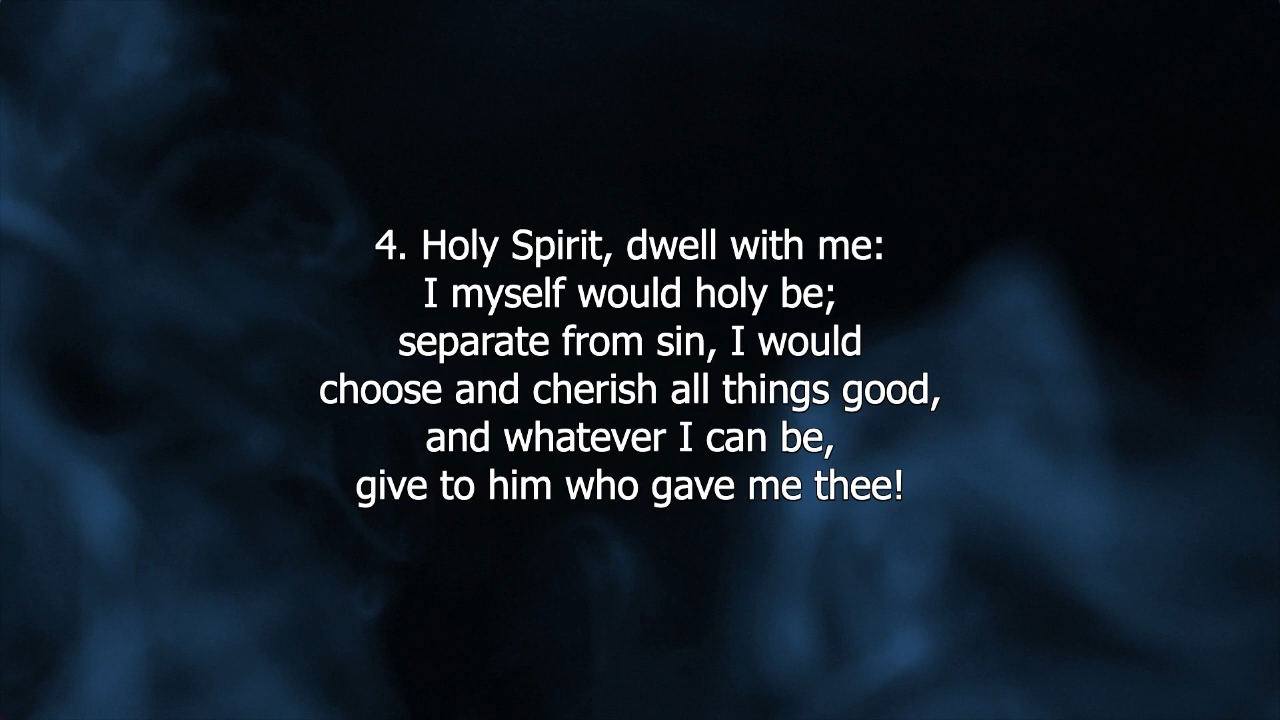 4. Holy Spirit, dwell with me:
I myself would holy be;
separate from sin, I would
choose and cherish all things good,
and whatever I can be,
give to him who gave me thee!